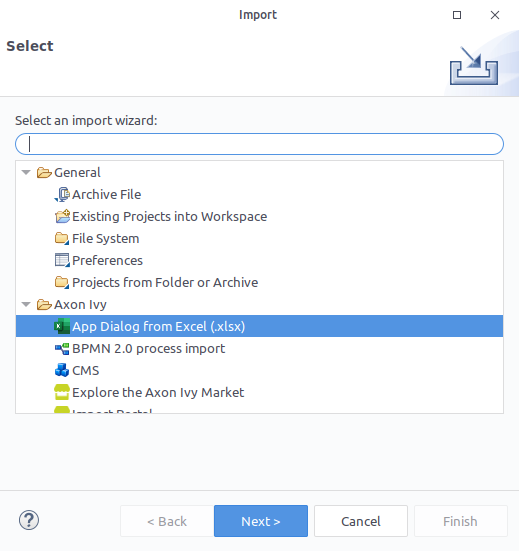 Import
Select
Select an import wizard:
General
Archive File
Existing Projects into Workspace
File System
Preferences
Projects from Folder or Archive
Axon Ivy
App Dialog from Excel (.xlsx)
BPMN 2.0 process import
CMS
Explore the Axon Ivy Market
Import Portal
?
< Back
Next >
Cancel
Finish